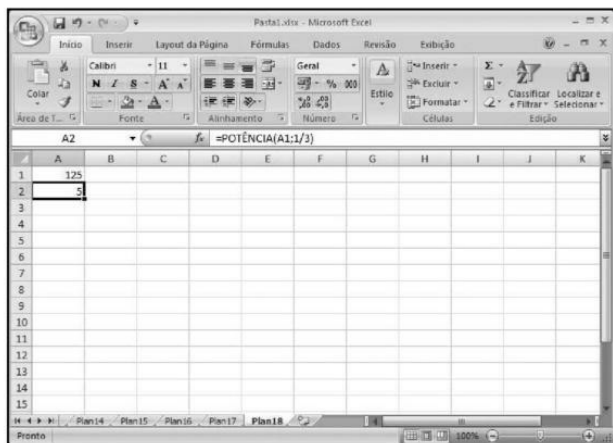 Pasta1.xlsx - Microsoft Excel
Início Inserir Layout da Página Fórmulas Dados Revisão Exibição
Colar
Calibri 11
N I S A A
A
Geral
% 000
Estilo
Inserir
Excluir
Formatar
Σ
Classificar e Filtrar
Localizar e Selecionar
Área de T... Fonte Alinhamento Número Células Edição
A2 fx =POTÊNCIA(A1;1/3)
A B C D E F G H I J K
1 125
2 5
3
4
5
6
7
8
9
10
11
12
13
14
15
Plan14 Plan15 Plan16 Plan17 Plan18
Pronto 100%